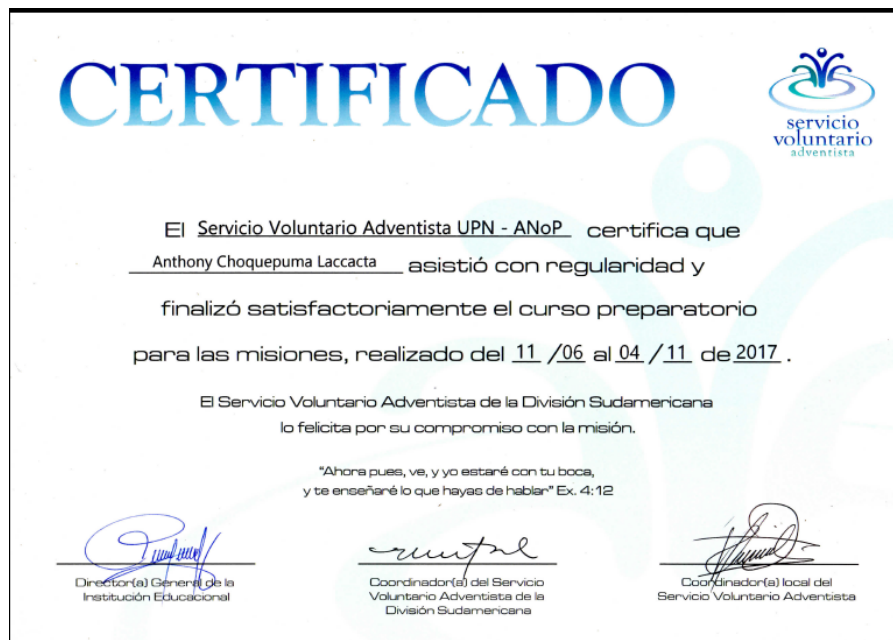 CERTIFICADO
servicio
voluntario
adventista
El Servicio Voluntario Adventista UPN - ANoP certifica que
Anthony Choquepuma Laccacta asistió con regularidad y
finalizó satisfactoriamente el curso preparatorio
para las misiones, realizado del 11 /06 al 04 /11 de 2017 .
El Servicio Voluntario Adventista de la División Sudamericana
lo felicita por su compromiso con la misión.
"Ahora pues, ve, y yo estaré con tu boca,
y te enseñaré lo que hayas de hablar" Ex. 4:12
Director(a) General de la
Institución Educacional
Coordinador(a) del Servicio
Voluntario Adventista de la
División Sudamericana
Coordinador(a) local del
Servicio Voluntario Adventista